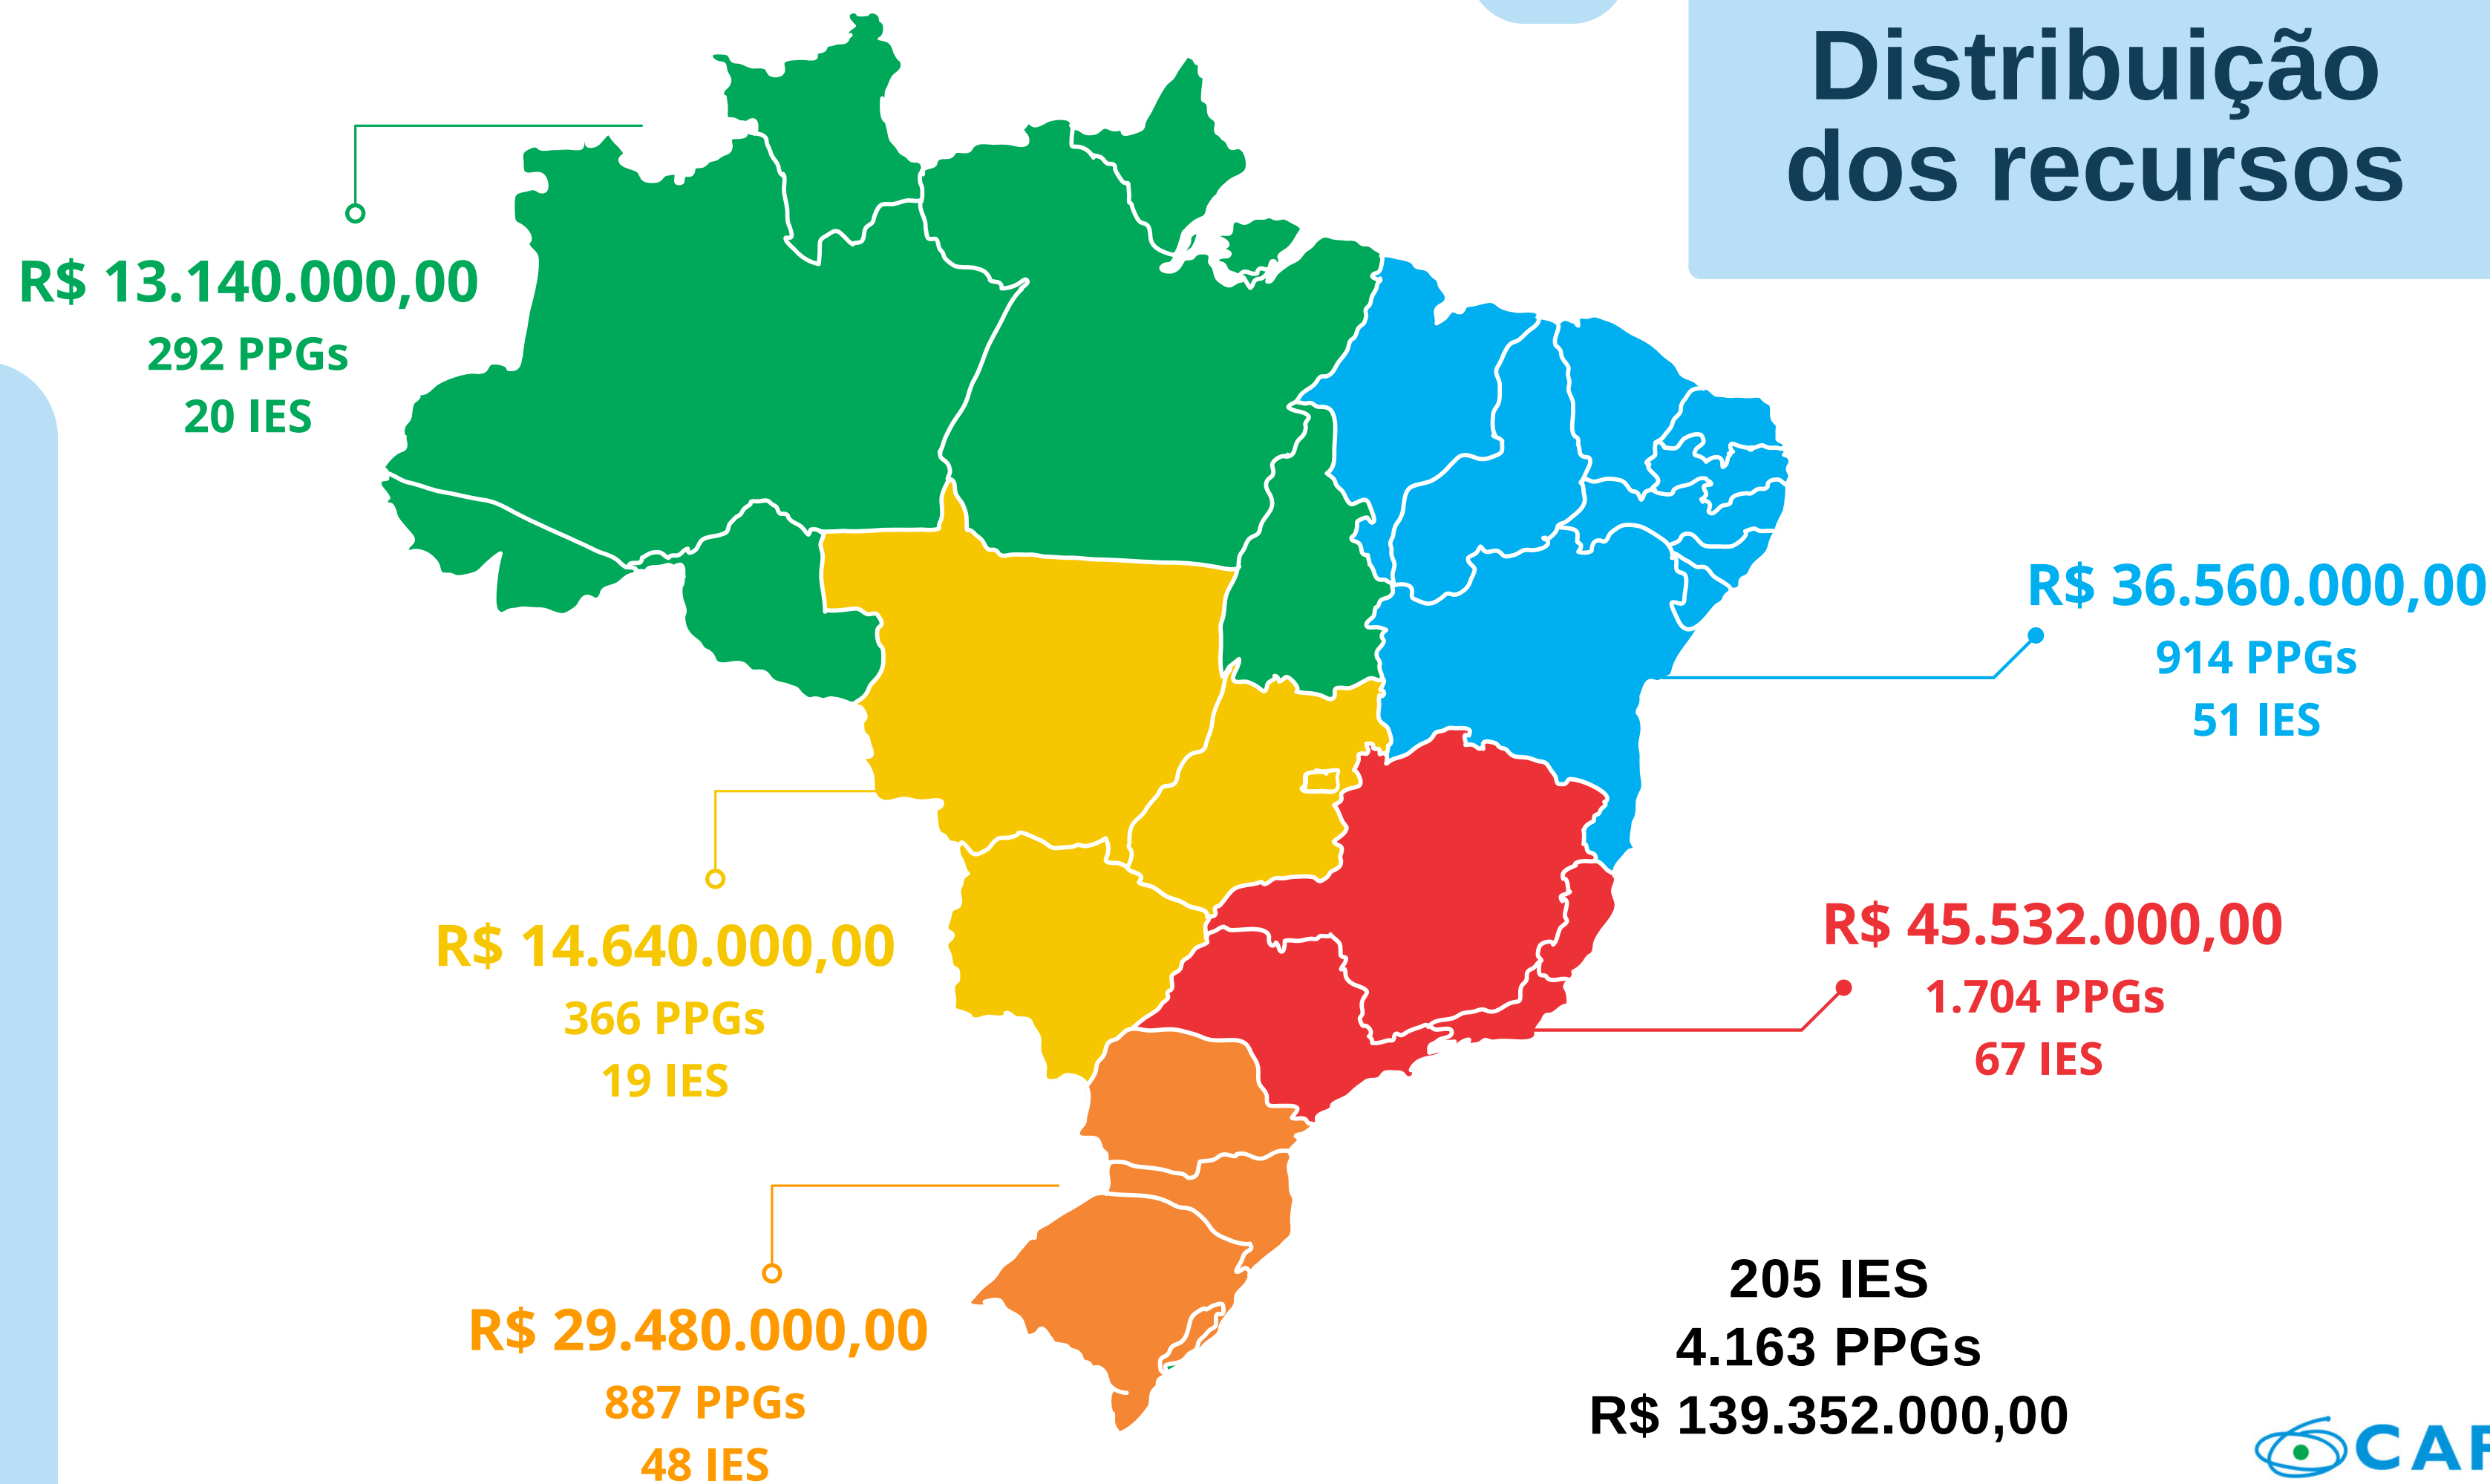 Distribuição
dos recursos
R$ 13.140.000,00
292 PPGs
20 IES
R$ 36.560.000,00
914 PPGs
51 IES
R$ 14.640.000,00
366 PPGs
19 IES
R$ 45.532.000,00
1.704 PPGs
67 IES
R$ 29.480.000,00
887 PPGs
48 IES
205 IES
4.163 PPGs
R$ 139.352.000,00